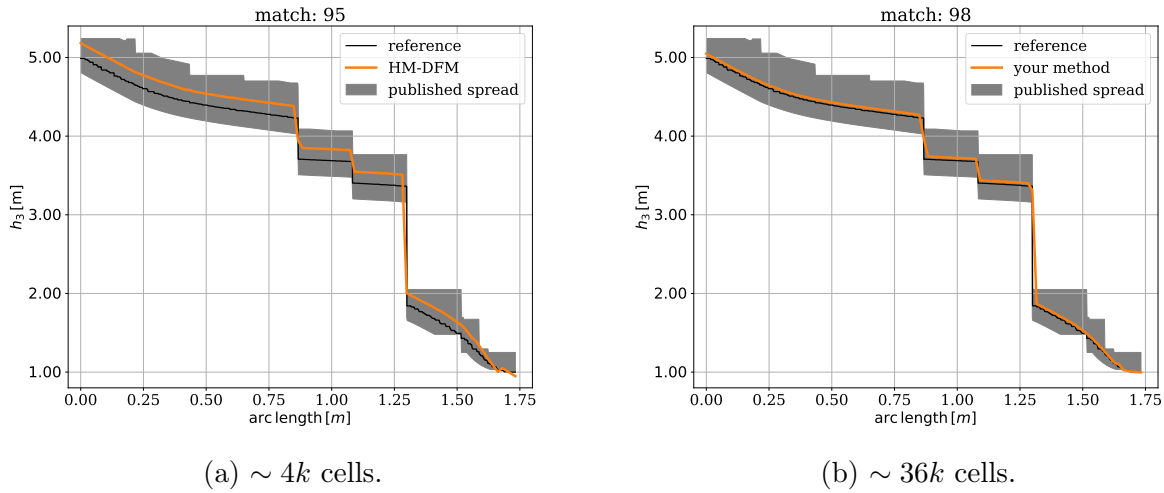 match: 95
reference
HM-DFM
published spread
5.00
4.00
3.00
2.00
1.00
h₃ [m]
0.00 0.25 0.50 0.75 1.00 1.25 1.50 1.75
arc length [m]
(a) ∼ 4k cells.
match: 98
reference
your method
published spread
5.00
4.00
3.00
2.00
1.00
h₃ [m]
0.00 0.25 0.50 0.75 1.00 1.25 1.50 1.75
arc length [m]
(b) ∼ 36k cells.